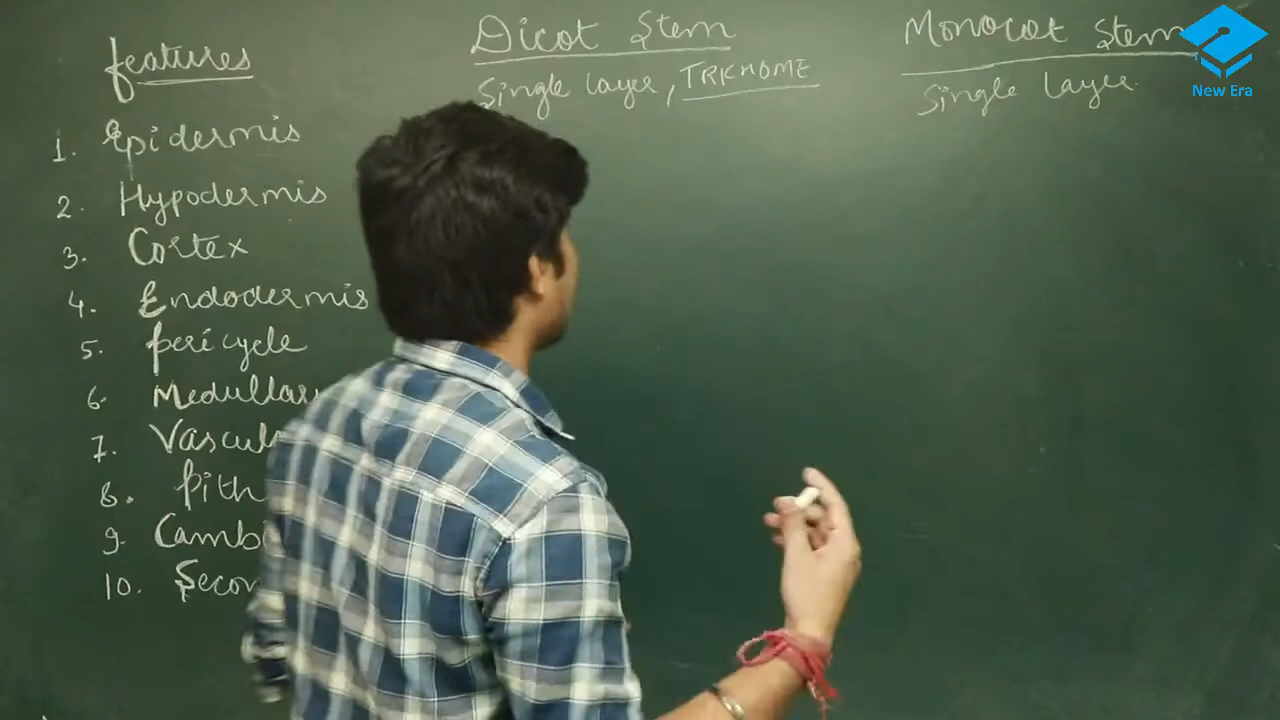 features
Dicot Stem
Monocot Stem
Single layer, TRICHOME
Single layer
New Era
1. Epidermis
2. Hypodermis
3. Cortex
4. Endodermis
5. Pericycle
6. Medullar
7. Vascul
8. Pith
9. Camb
10. Secon